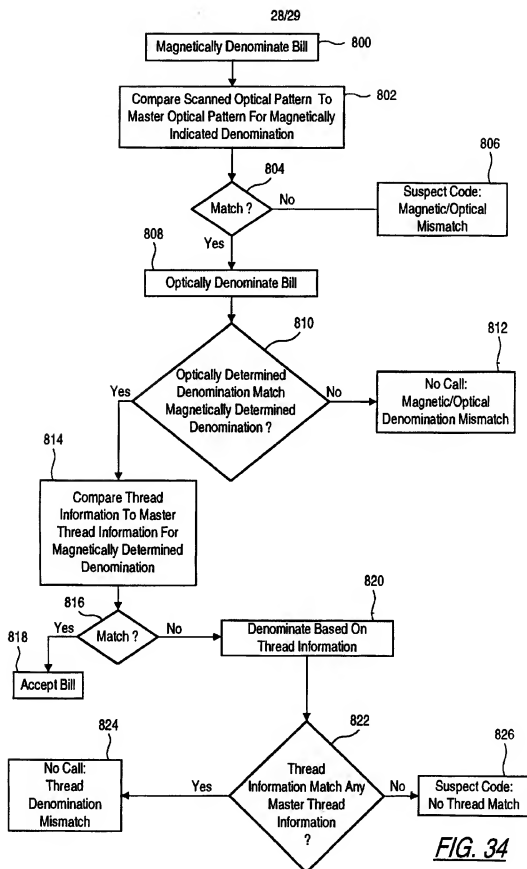 28/29
Magnetically Denominate Bill
800
Compare Scanned Optical Pattern To
Master Optical Pattern For Magnetically
Indicated Denomination
802
804
Match ?
No
Yes
806
Suspect Code:
Magnetic/Optical
Mismatch
808
Optically Denominate Bill
810
Optically Determined
Denomination Match
Magnetically Determined
Denomination ?
Yes
No
812
No Call:
Magnetic/Optical
Denomination Mismatch
814
Compare Thread
Information To Master
Thread Information For
Magnetically Determined
Denomination
816
Match ?
Yes
No
818
Accept Bill
820
Denominate Based On
Thread Information
822
Thread
Information Match Any
Master Thread
Information
?
Yes
No
824
No Call:
Thread
Denomination
Mismatch
826
Suspect Code:
No Thread Match
FIG. 34